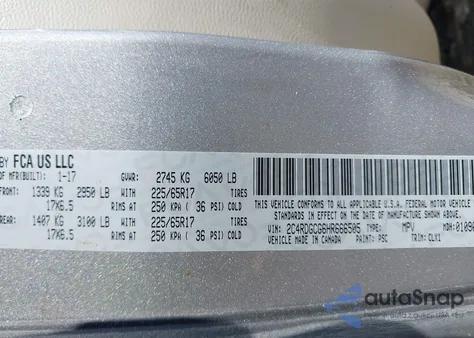 BY FCA US LLC
OF MFR(BUILT): 1-17 GVWR: 2745 KG 6050 LB
FRONT: 1339 KG 2950 LB WITH 225/65R17 TIRES
17X6.5 RIMS AT 250 KPA ( 36 PSI) COLD
REAR: 1407 KG 3100 LB WITH 225/65R17 TIRES
17X6.5 RIMS AT 250 KPA ( 36 PSI) COLD
THIS VEHICLE CONFORMS TO ALL APPLICABLE U.S.A. FEDERAL MOTOR VEHICLE
STANDARDS IN EFFECT ON THE DATE OF MANUFACTURE SHOWN ABOVE.
VIN: 2C4RDGCG6HR666505 TYPE: MPV MDH:01096
VEHICLE MADE IN CANADA PAINT: PSC TRIM: CLX1
autoSnap